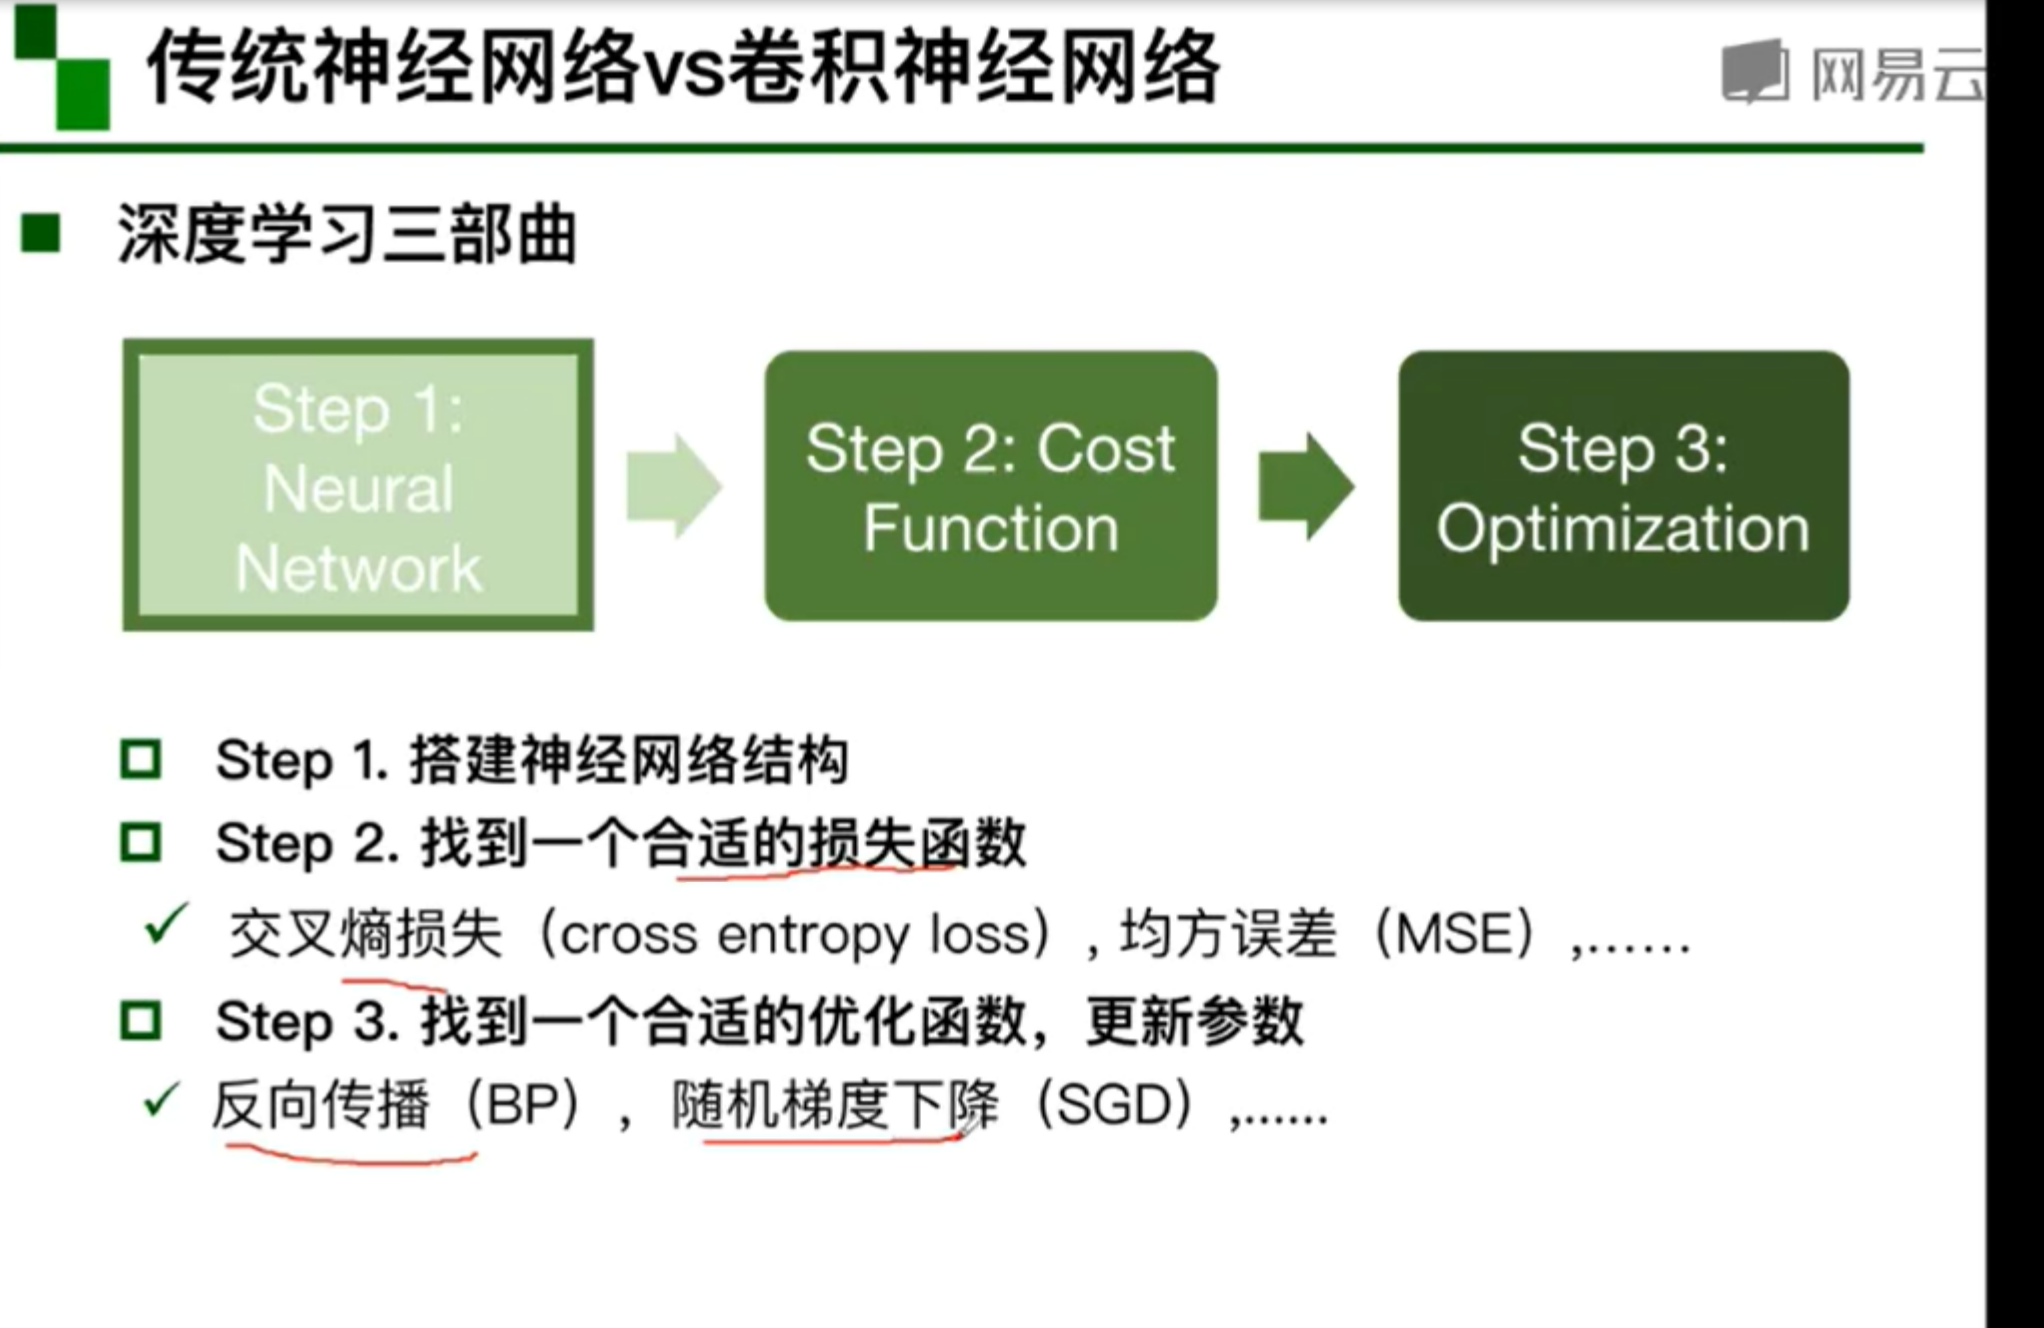 传统神经网络vs卷积神经网络
网易云
深度学习三部曲
Step 1:
Neural
Network
Step 2: Cost
Function
Step 3:
Optimization
Step 1. 搭建神经网络结构
Step 2. 找到一个合适的损失函数
交叉熵损失（cross entropy loss）, 均方误差（MSE）,……
Step 3. 找到一个合适的优化函数，更新参数
反向传播（BP）, 随机梯度下降（SGD）,......